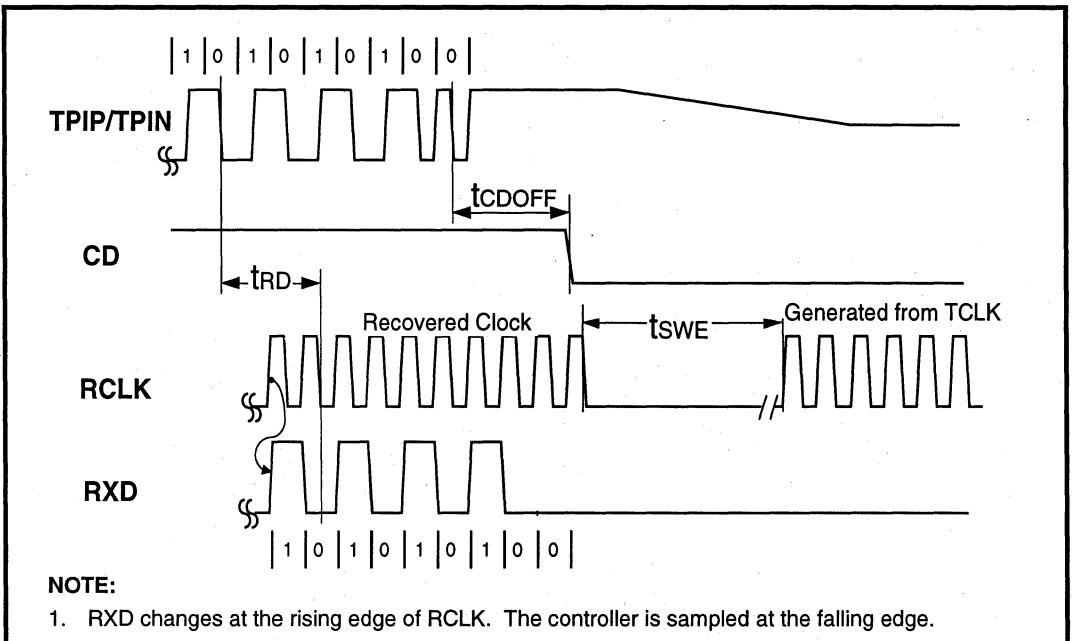 1 0 1 0 1 0 1 0 0
TPIP/TPIN
tCDOFF
CD
tRD
Recovered Clock
tSWE
Generated from TCLK
RCLK
RXD
1 0 1 0 1 0 1 0 0
NOTE:
1. RXD changes at the rising edge of RCLK. The controller is sampled at the falling edge.